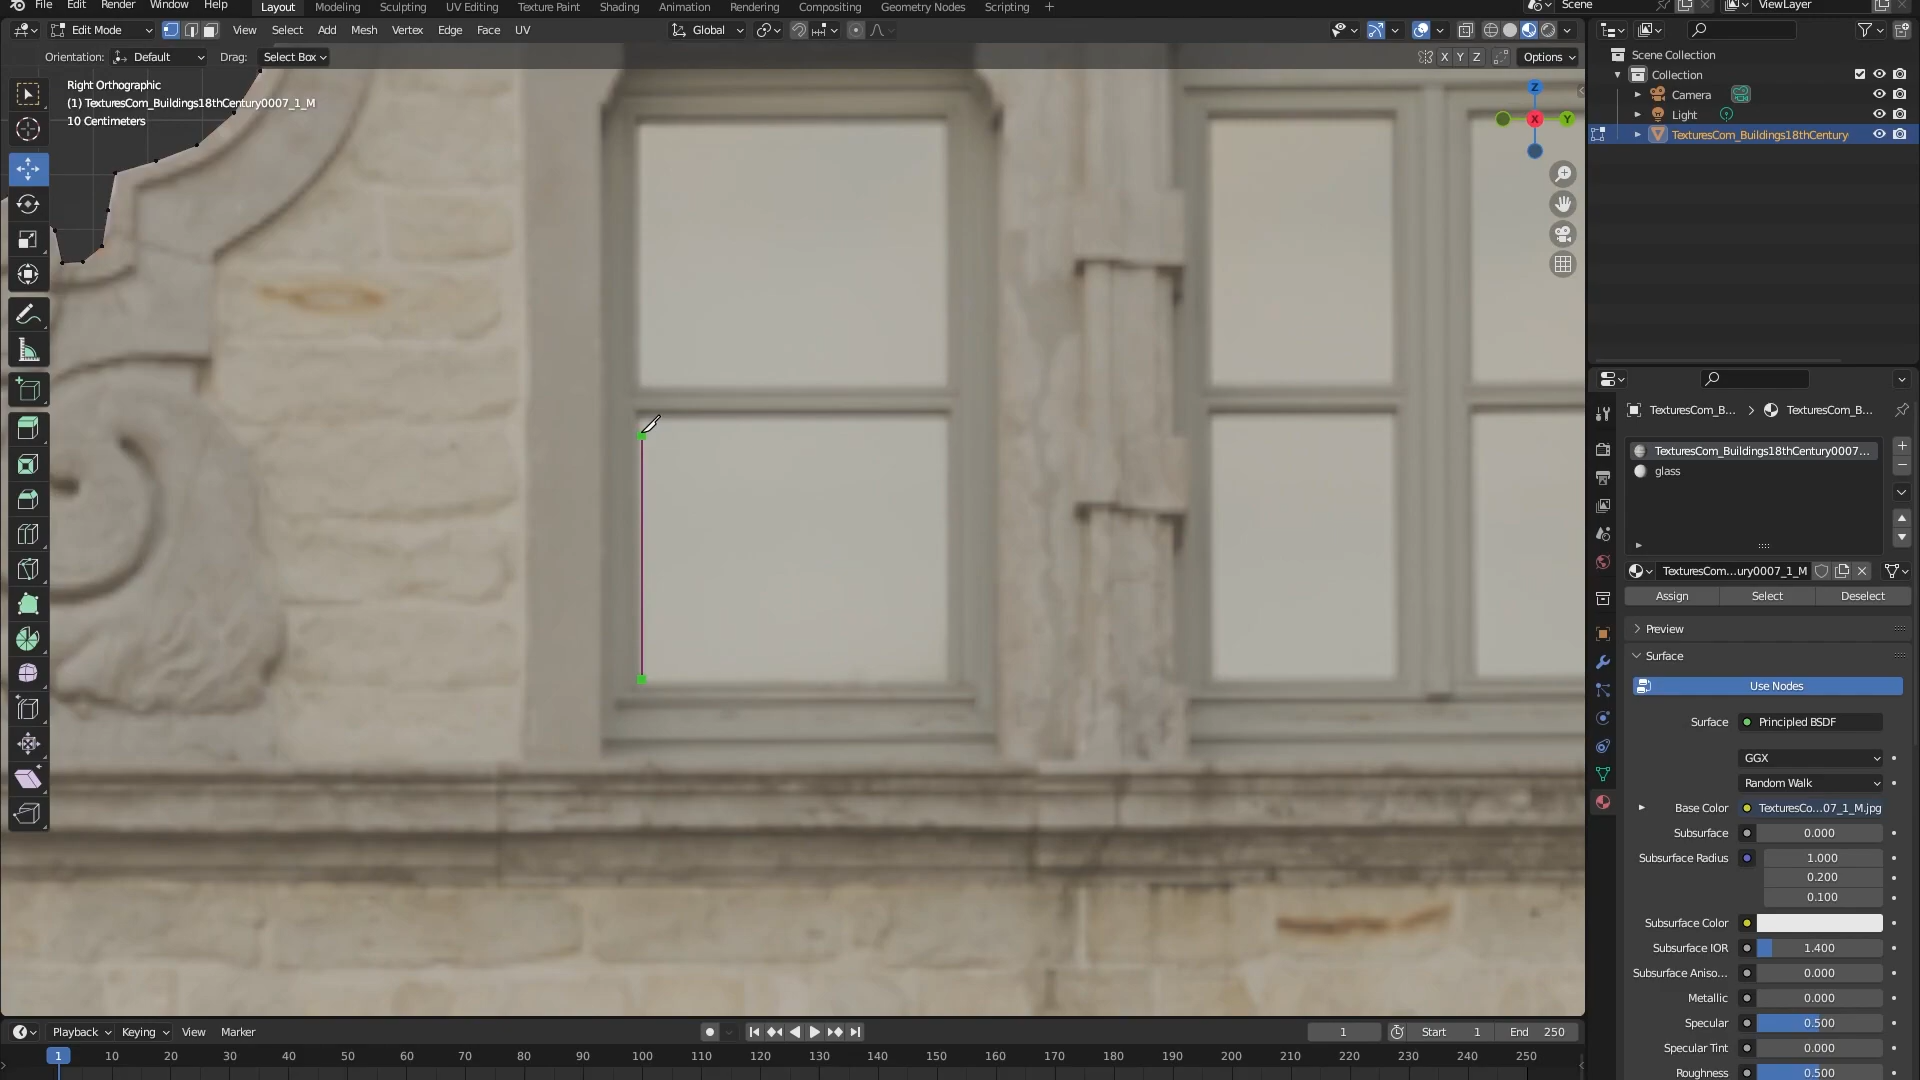 File Edit Render Window Help Layout Modeling Sculpting UV Editing Texture Paint Shading Animation Rendering Compositing Geometry Nodes Scripting + Scene ViewLayer
Edit Mode View Select Add Mesh Vertex Edge Face UV Global
Orientation: Default Drag: Select Box X Y Z Options
Right Orthographic
(1) TexturesCom_Buildings18thCentury0007_1_M
10 Centimeters
Z
X Y
Scene Collection
Collection
Camera
Light
TexturesCom_Buildings18thCentury
TexturesCom_B... > TexturesCom_B...
TexturesCom_Buildings18thCentury0007...
glass
TexturesCom...ury0007_1_M
Assign Select Deselect
Preview
Surface
Use Nodes
Surface Principled BSDF
GGX
Random Walk
Base Color TexturesCo...07_1_M.jpg
Subsurface 0.000
Subsurface Radius 1.000
0.200
0.100
Subsurface Color
Subsurface IOR 1.400
Subsurface Aniso... 0.000
Metallic 0.000
Specular 0.500
Specular Tint 0.000
Roughness 0.500
Playback Keying View Marker 1 Start 1 End 250
1 10 20 30 40 50 60 70 80 90 100 110 120 130 140 150 160 170 180 190 200 210 220 230 240 250